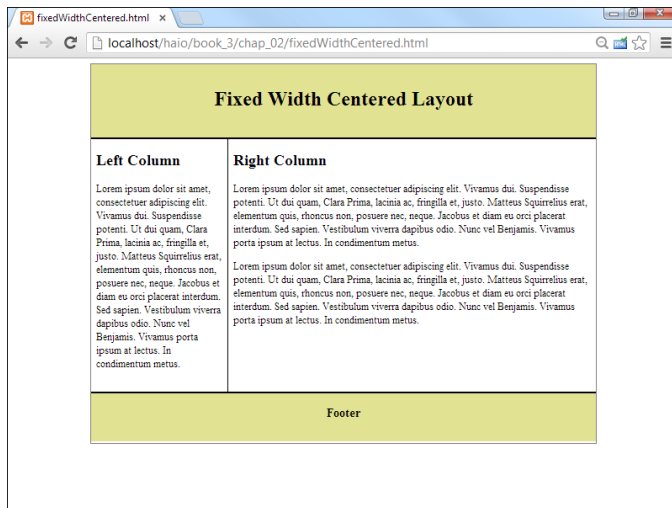 fixedWidthCentered.html
localhost/haio/book_3/chap_02/fixedWidthCentered.html
Fixed Width Centered Layout
Left Column
Lorem ipsum dolor sit amet,
consectetuer adipiscing elit.
Vivamus dui. Suspendisse
potenti. Ut dui quam, Clara
Prima, lacinia ac, fringilla et,
justo. Matteus Squirrelius erat,
elementum quis, rhoncus non,
posuere nec, neque. Jacobus et
diam eu orci placerat interdum.
Sed sapien. Vestibulum viverra
dapibus odio. Nunc vel
Benjamis. Vivamus porta
ipsum at lectus. In
condimentum metus.
Right Column
Lorem ipsum dolor sit amet, consectetuer adipiscing elit. Vivamus dui. Suspendisse
potenti. Ut dui quam, Clara Prima, lacinia ac, fringilla et, justo. Matteus Squirrelius erat,
elementum quis, rhoncus non, posuere nec, neque. Jacobus et diam eu orci placerat
interdum. Sed sapien. Vestibulum viverra dapibus odio. Nunc vel Benjamis. Vivamus
porta ipsum at lectus. In condimentum metus.
Lorem ipsum dolor sit amet, consectetuer adipiscing elit. Vivamus dui. Suspendisse
potenti. Ut dui quam, Clara Prima, lacinia ac, fringilla et, justo. Matteus Squirrelius erat,
elementum quis, rhoncus non, posuere nec, neque. Jacobus et diam eu orci placerat
interdum. Sed sapien. Vestibulum viverra dapibus odio. Nunc vel Benjamis. Vivamus
porta ipsum at lectus. In condimentum metus.
Footer